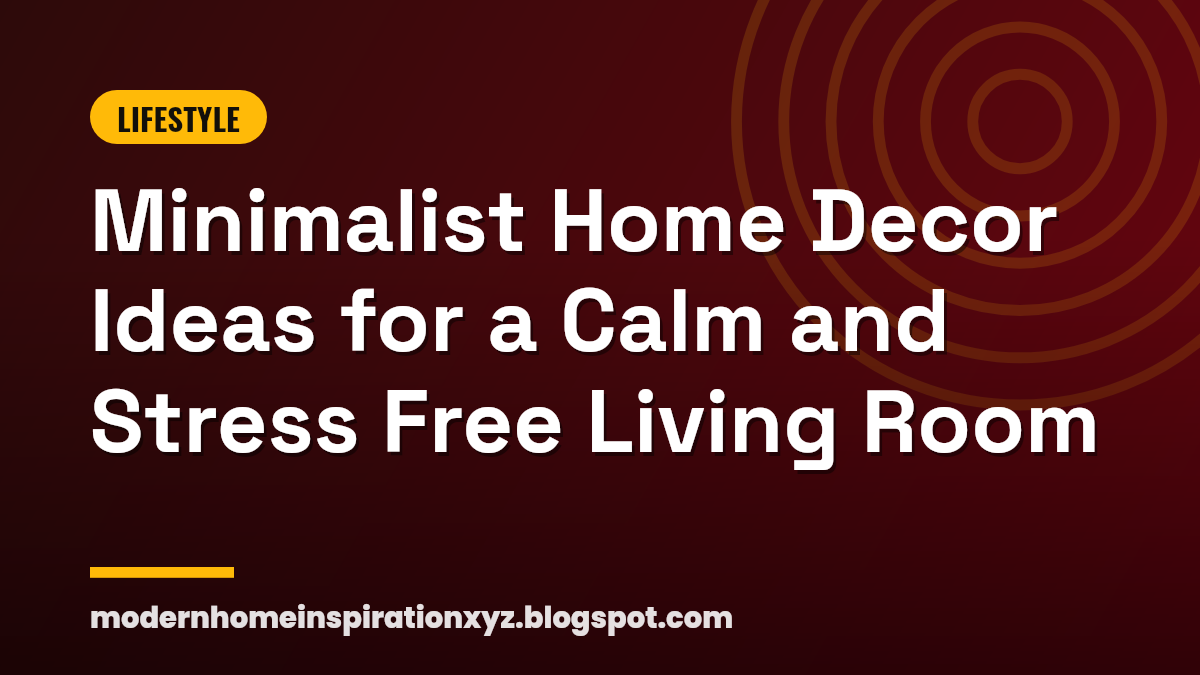 LIFESTYLE
Minimalist Home Decor
Ideas for a Calm and
Stress Free Living Room
modernhomeinspirationxyz.blogspot.com